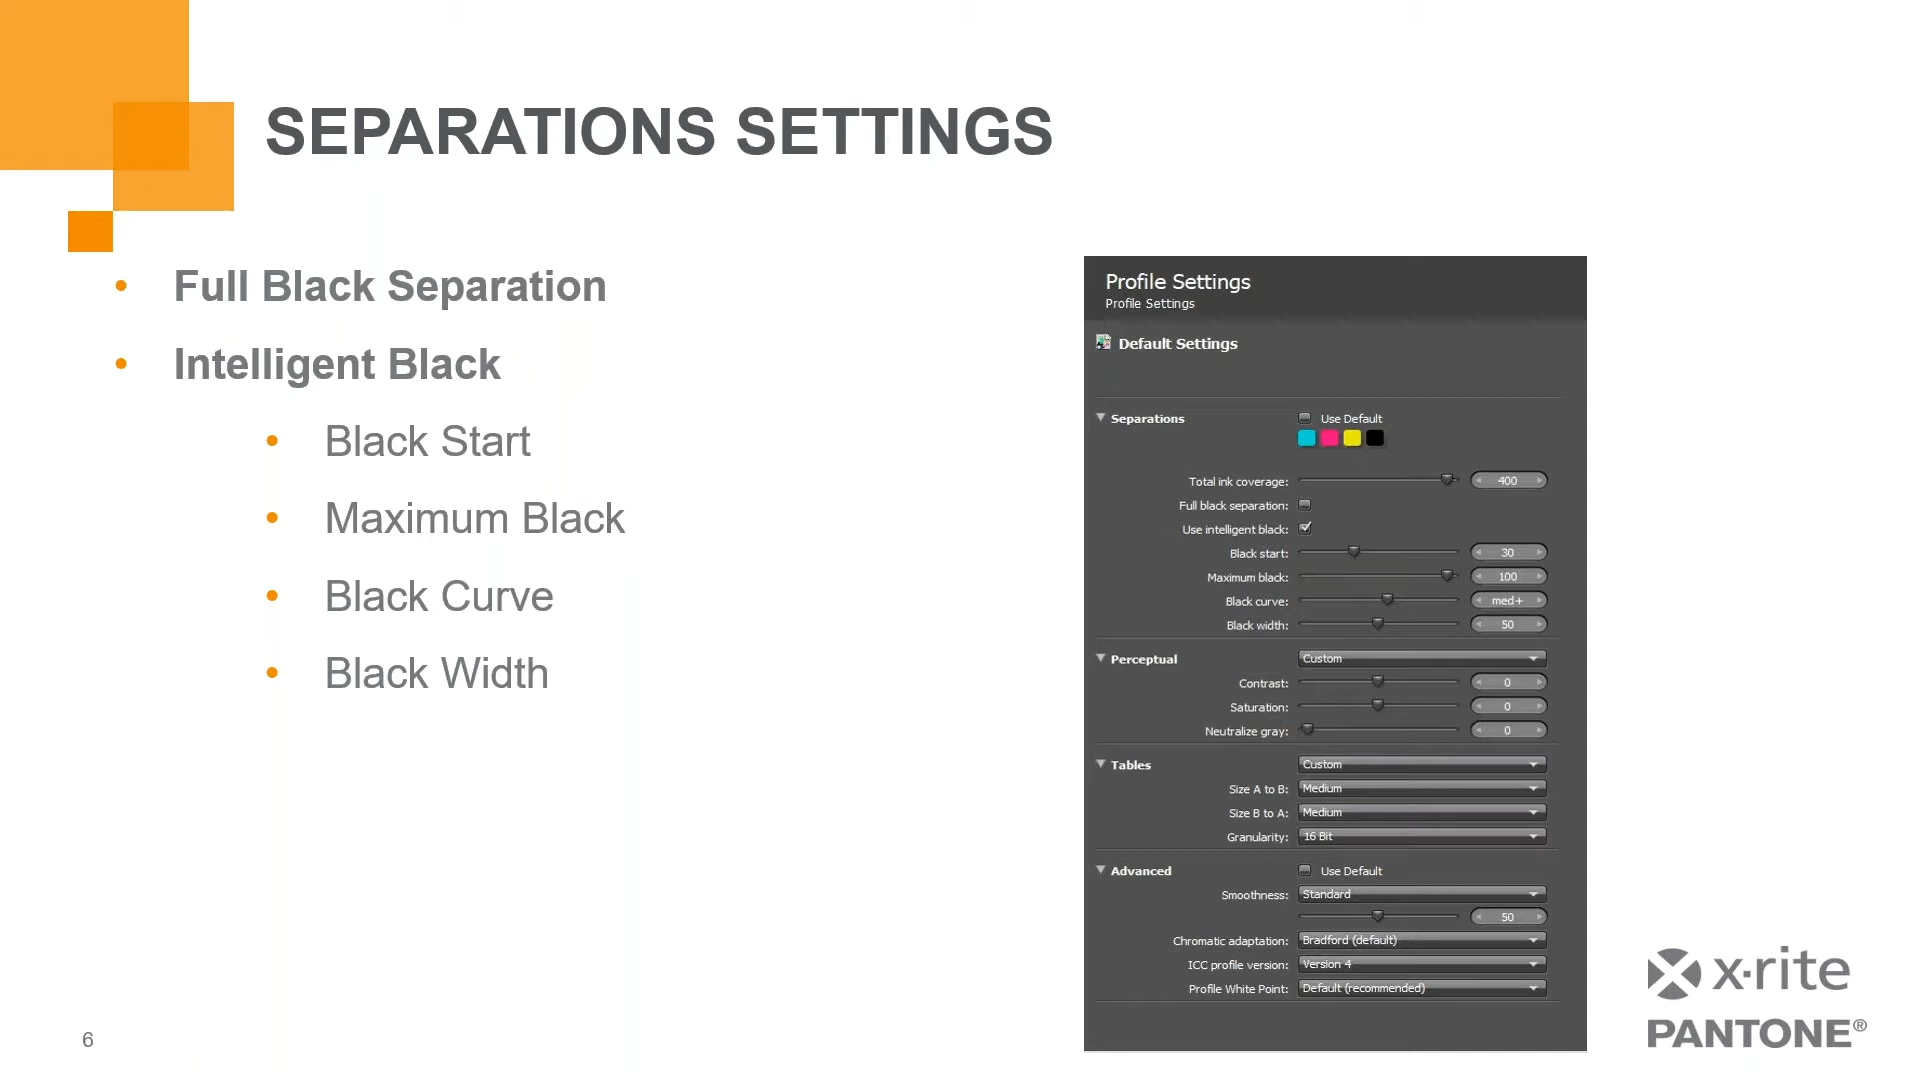 SEPARATIONS SETTINGS
• Full Black Separation
• Intelligent Black
• Black Start
• Maximum Black
• Black Curve
• Black Width
Profile Settings
Profile Settings
Default Settings
Separations Use Default
Total ink coverage: 400
Full black separation:
Use intelligent black:
Black start: 30
Maximum black: 100
Black curve: med+
Black width: 50
Perceptual Custom
Contrast: 0
Saturation: 0
Neutralize gray: 0
Tables Custom
Size A to B: Medium
Size B to A: Medium
Granularity: 16 Bit
Advanced Use Default
Smoothness: Standard
50
Chromatic adaptation: Bradford (default)
ICC profile version: Version 4
Profile White Point: Default (recommended)
x·rite
PANTONE®
6